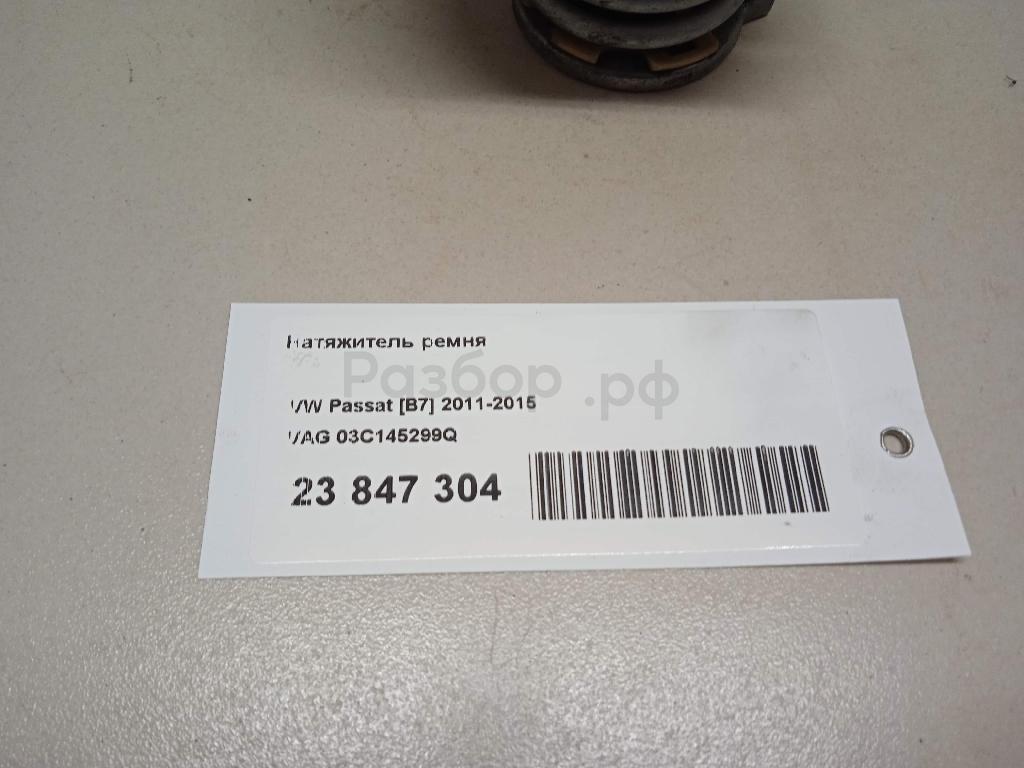 Натяжитель ремня
Разбор.рф
VW Passat [B7] 2011-2015
VAG 03C145299Q
23 847 304